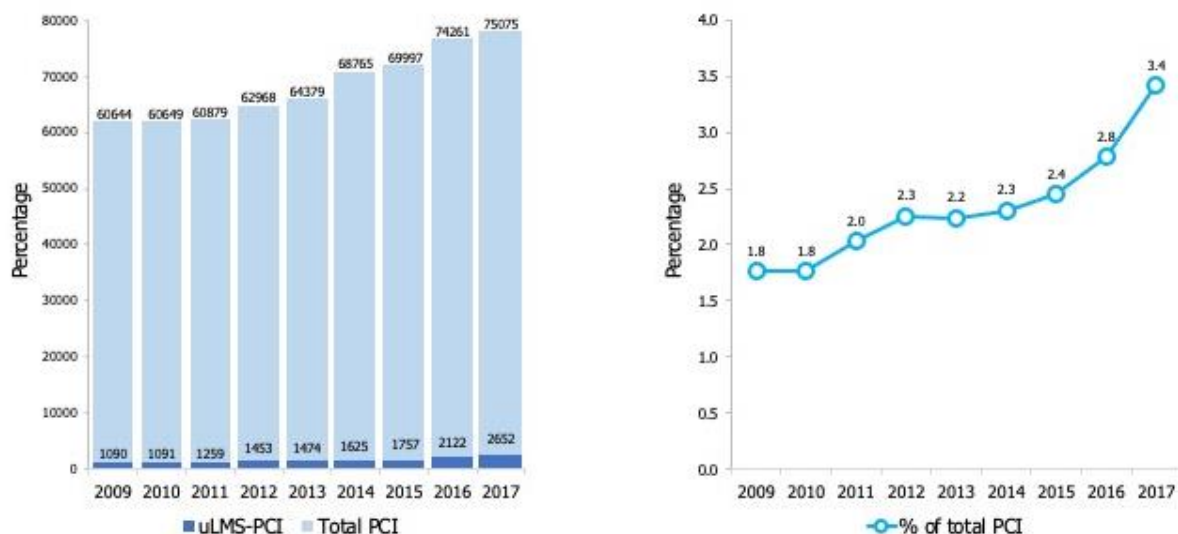 80000
70000
60000
50000
40000
30000
20000
10000
0
Percentage
60644 60649 60879 62968 64379 68765 69997 74261 75075
1090 1091 1259 1453 1474 1625 1757 2122 2652
2009 2010 2011 2012 2013 2014 2015 2016 2017
uLMS-PCI Total PCI
4.0
3.5
3.0
2.5
2.0
1.5
1.0
0.5
0.0
Percentage
1.8 1.8 2.0 2.3 2.2 2.3 2.4 2.8 3.4
2009 2010 2011 2012 2013 2014 2015 2016 2017
% of total PCI